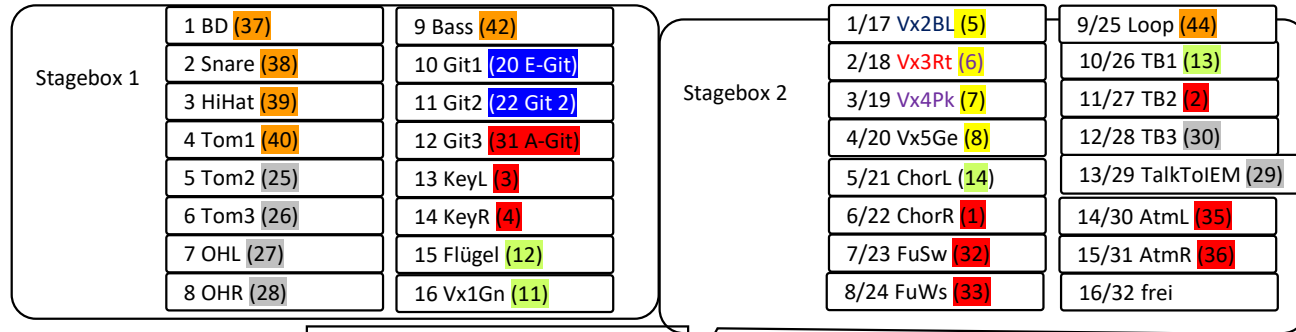 Stagebox 1
1 BD (37)
2 Snare (38)
3 HiHat (39)
4 Tom1 (40)
5 Tom2 (25)
6 Tom3 (26)
7 OHL (27)
8 OHR (28)
9 Bass (42)
10 Git1 (20 E-Git)
11 Git2 (22 Git 2)
12 Git3 (31 A-Git)
13 KeyL (3)
14 KeyR (4)
15 Flügel (12)
16 Vx1Gn (11)
Stagebox 2
1/17 Vx2BL (5)
2/18 Vx3Rt (6)
3/19 Vx4Pk (7)
4/20 Vx5Ge (8)
5/21 ChorL (14)
6/22 ChorR (1)
7/23 FuSw (32)
8/24 FuWs (33)
9/25 Loop (44)
10/26 TB1 (13)
11/27 TB2 (2)
12/28 TB3 (30)
13/29 TalkToIEM (29)
14/30 AtmL (35)
15/31 AtmR (36)
16/32 frei